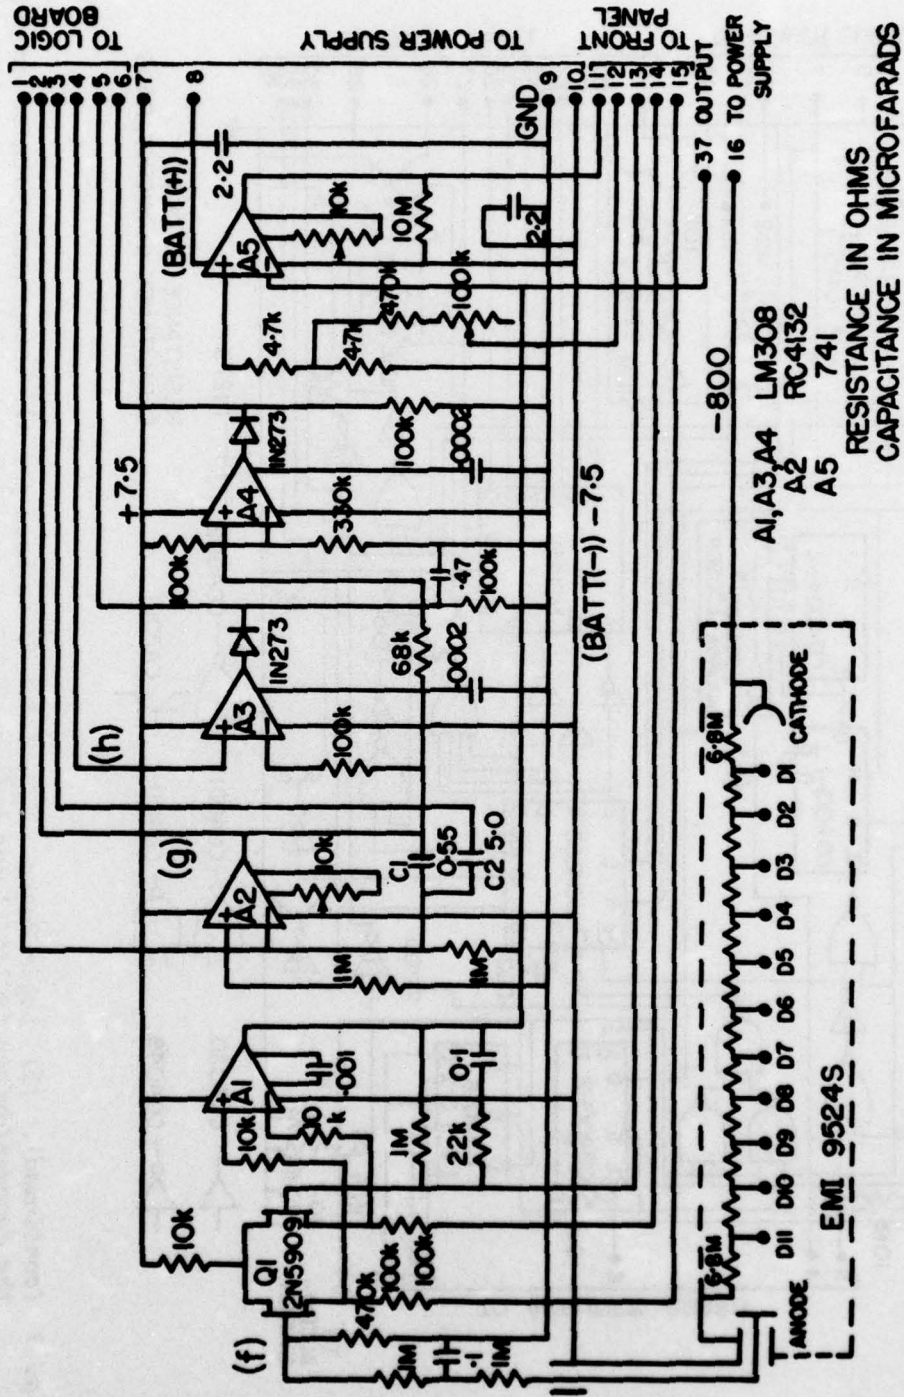 TO LOGIC
BOARD
TO POWER SUPPLY
TO FRONT
PANEL
1
2
3
4
5
6
7
8
9
10
11
12
13
14
15
37 OUTPUT
16 TO POWER
SUPPLY
GND
2.2
(BATT(+))
A5
+
−
10k
10M
2.2
4.7k
4.7k
470k
100k
+7.5
1N273
A4
+
−
100k
.0002
100k
330k
.47
100k
(h)
1N273
A3
+
−
68k
.0002
100k
(BATT(-)) -7.5
(g)
A2
+
−
10k
C1
0.55
C2 5.0
1M
1M
A1
+
−
.001
10k
1M
0.1
22k
10k
Q1
2N5909
(f)
470k
100k
100k
1M
.1
1M
-800
6.8M
6.8M
CATHODE
D1
D2
D3
D4
D5
D6
D7
D8
D9
D10
D11
ANODE
EMI 9524S
A1,A3,A4 LM308
A2 RC4132
A5 741
RESISTANCE IN OHMS
CAPACITANCE IN MICROFARADS